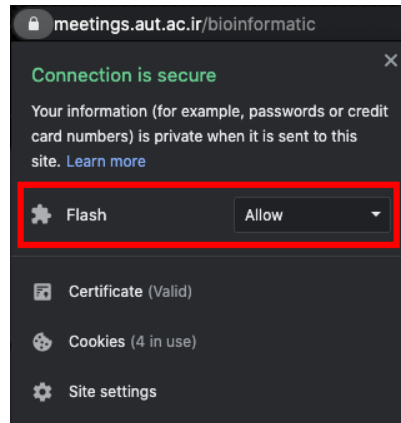 meetings.aut.ac.ir/bioinformatic
Connection is secure
Your information (for example, passwords or credit
card numbers) is private when it is sent to this
site. Learn more
Flash Allow
Certificate (Valid)
Cookies (4 in use)
Site settings